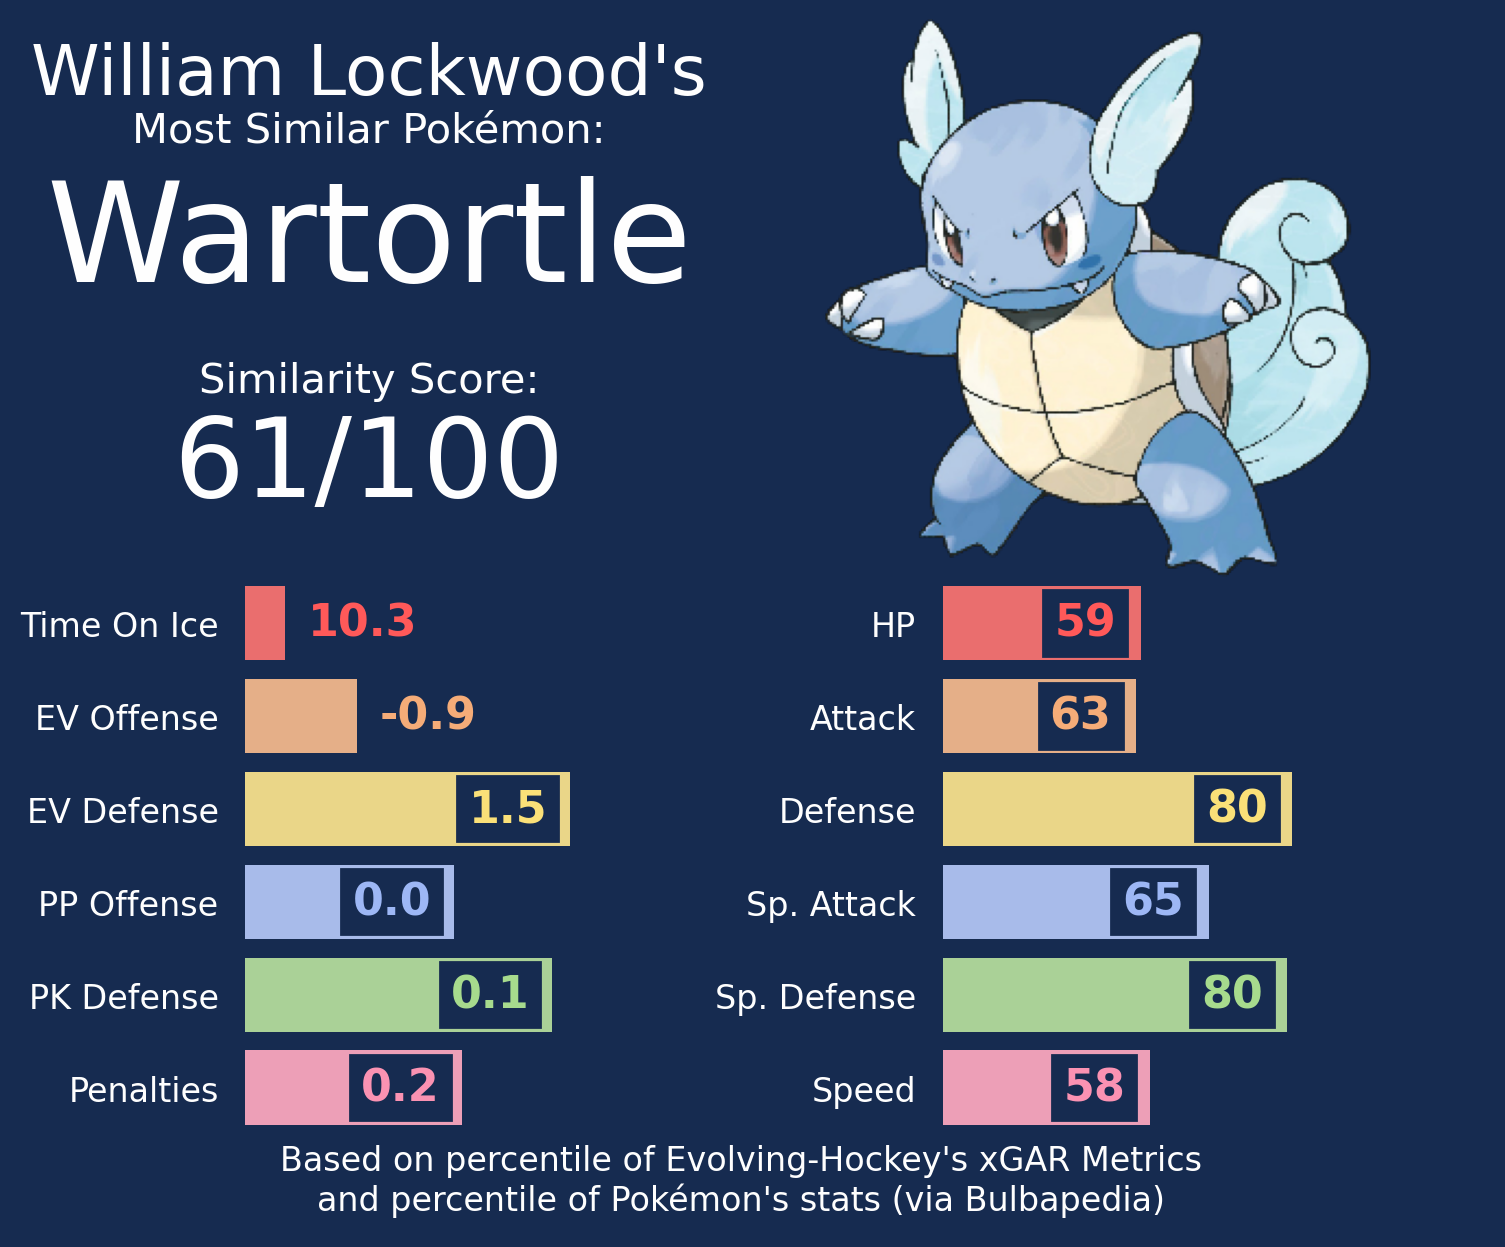 William Lockwood's
Most Similar Pokémon:
Wartortle
Similarity Score:
61/100
Time On Ice 10.3
EV Offense -0.9
EV Defense 1.5
PP Offense 0.0
PK Defense 0.1
Penalties 0.2
HP 59
Attack 63
Defense 80
Sp. Attack 65
Sp. Defense 80
Speed 58
Based on percentile of Evolving-Hockey's xGAR Metrics
and percentile of Pokémon's stats (via Bulbapedia)